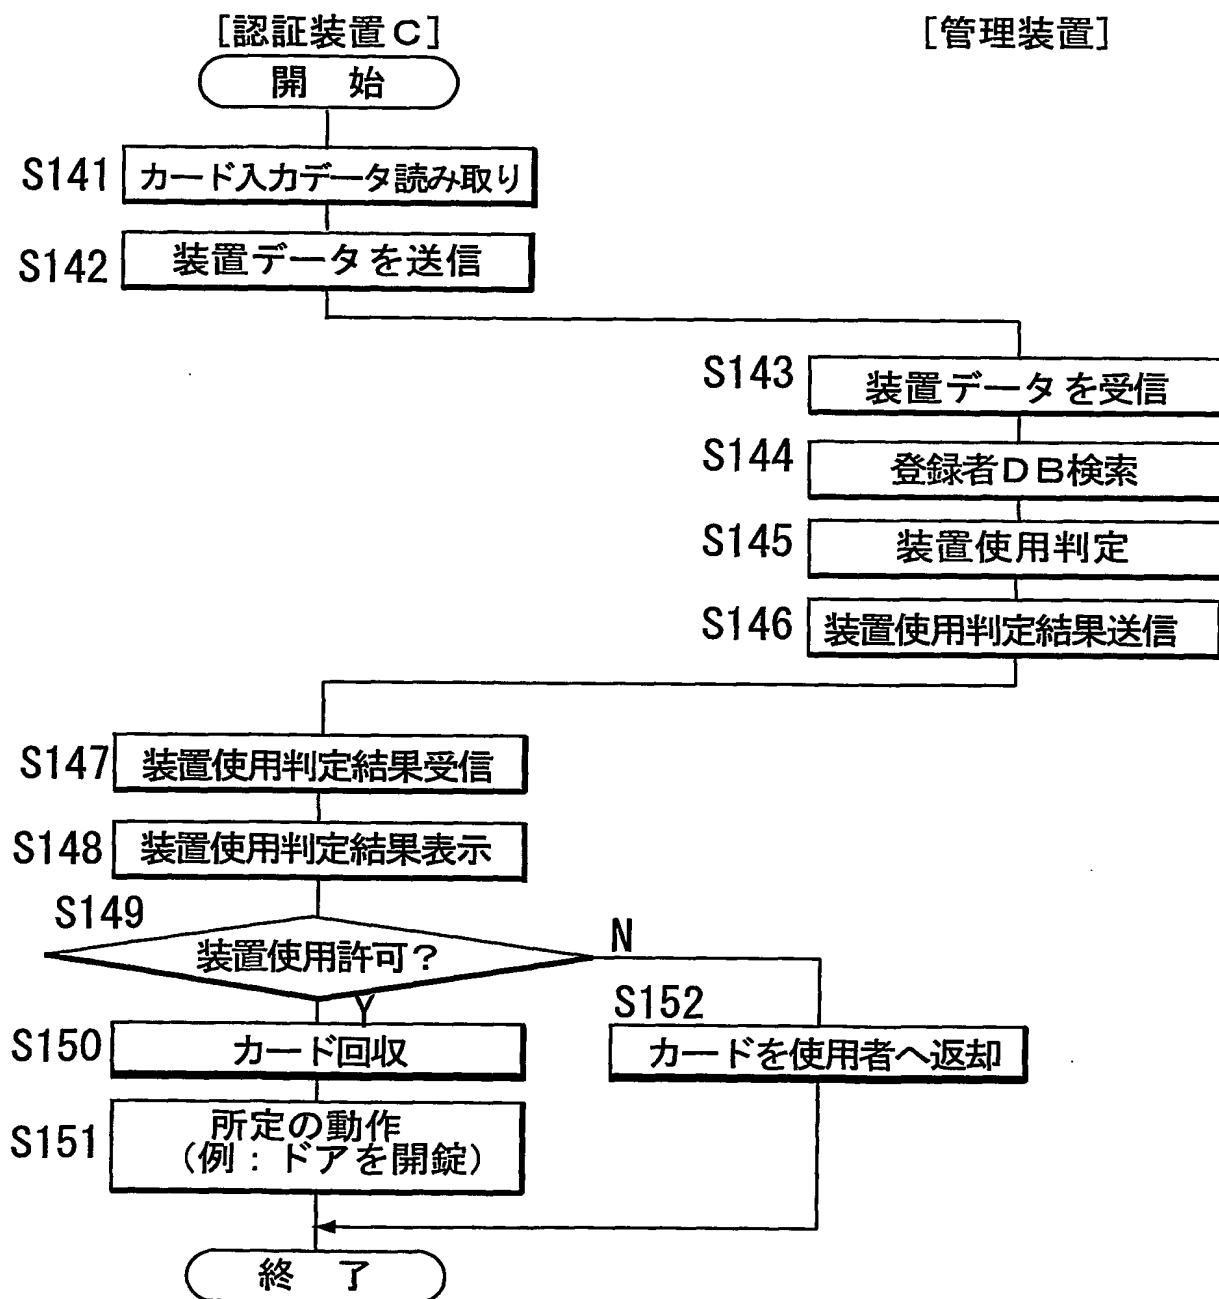 [認証装置C]
[管理装置]
開 始
S141
カード入力データ読み取り
S142
装置データを送信
S143
装置データを受信
S144
登録者DB検索
S145
装置使用判定
S146
装置使用判定結果送信
S147
装置使用判定結果受信
S148
装置使用判定結果表示
S149
装置使用許可?
N
Y
S150
カード回収
S152
カードを使用者へ返却
S151
所定の動作
(例:ドアを開錠)
終 了